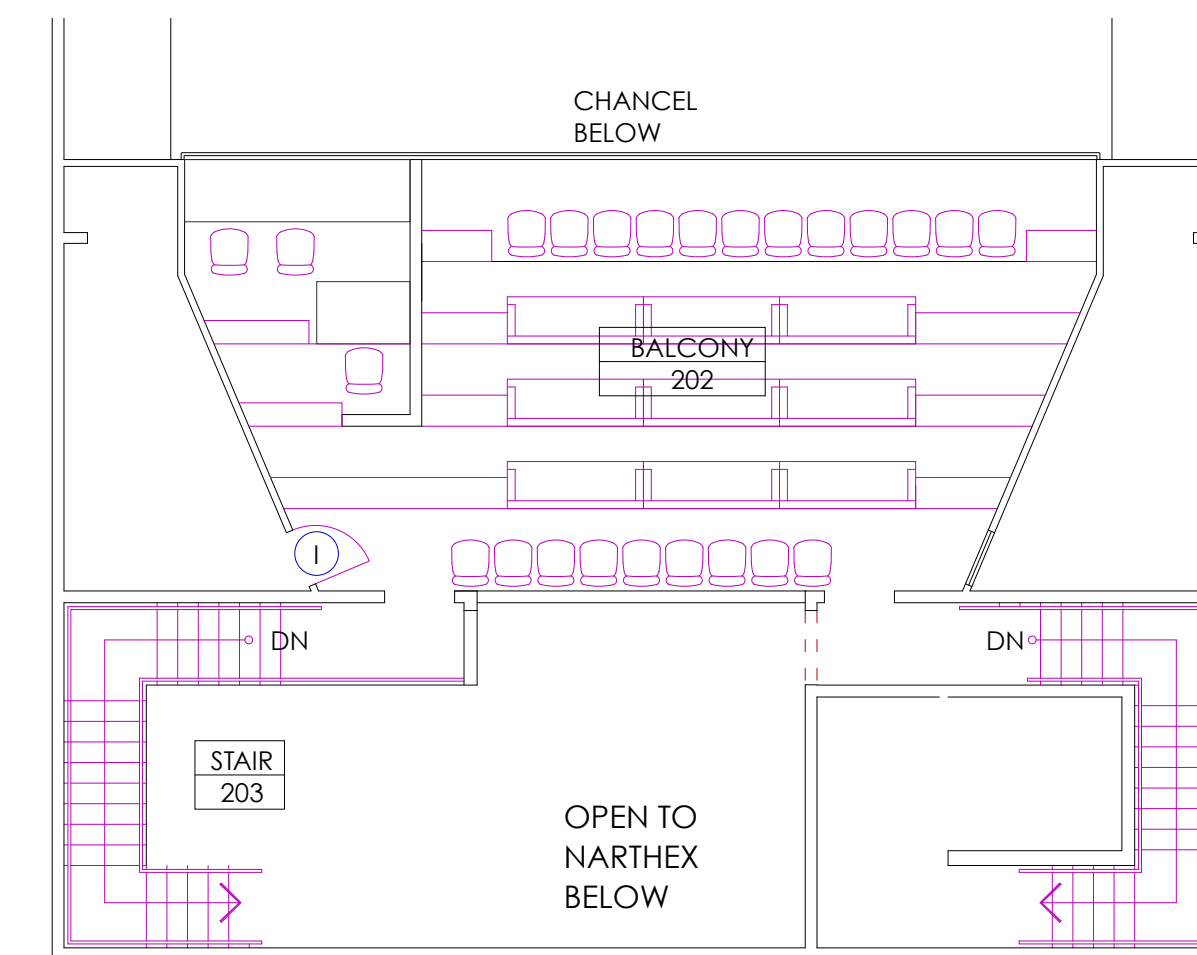 CHANCEL
BELOW
BALCONY
202
I
DN
DN
STAIR
203
OPEN TO
NARTHEX
BELOW